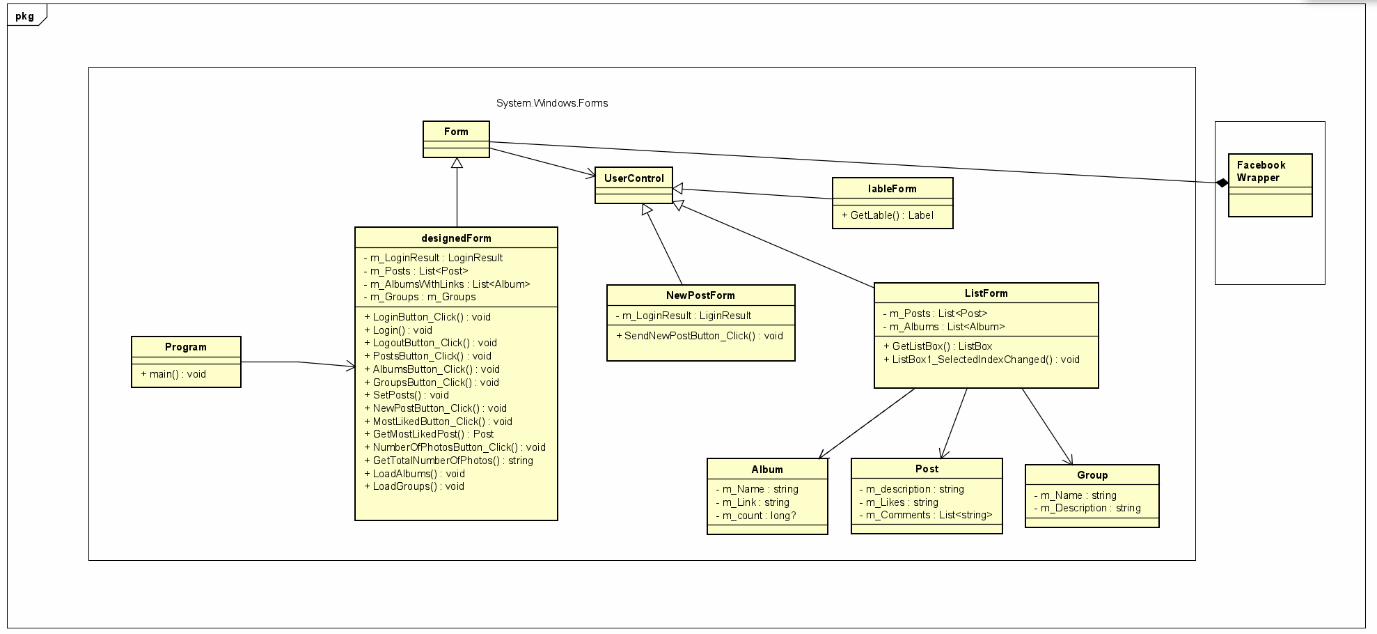 pkg
System.Windows.Forms
Form
UserControl
lableForm
+ GetLable() : Label
Facebook
Wrapper
designedForm
- m_LoginResult : LoginResult
- m_Posts : List<Post>
- m_AlbumsWithLinks : List<Album>
- m_Groups : m_Groups
+ LoginButton_Click() : void
+ Login() : void
+ LogoutButton_Click() : void
+ PostsButton_Click() : void
+ AlbumsButton_Click() : void
+ GroupsButton_Click() : void
+ SetPosts() : void
+ NewPostButton_Click() : void
+ MostLikedButton_Click() : void
+ GetMostLikedPost() : Post
+ NumberOfPhotosButton_Click() : void
+ GetTotalNumberOfPhotos() : string
+ LoadAlbums() : void
+ LoadGroups() : void
NewPostForm
- m_LoginResult : LiginResult
+ SendNewPostButton_Click() : void
ListForm
- m_Posts : List<Post>
- m_Albums : List<Album>
+ GetListBox() : ListBox
+ ListBox1_SelectedIndexChanged() : void
Program
+ main() : void
Album
- m_Name : string
- m_Link : string
- m_count : long?
Post
- m_description : string
- m_Likes : string
- m_Comments : List<string>
Group
- m_Name : string
- m_Description : string